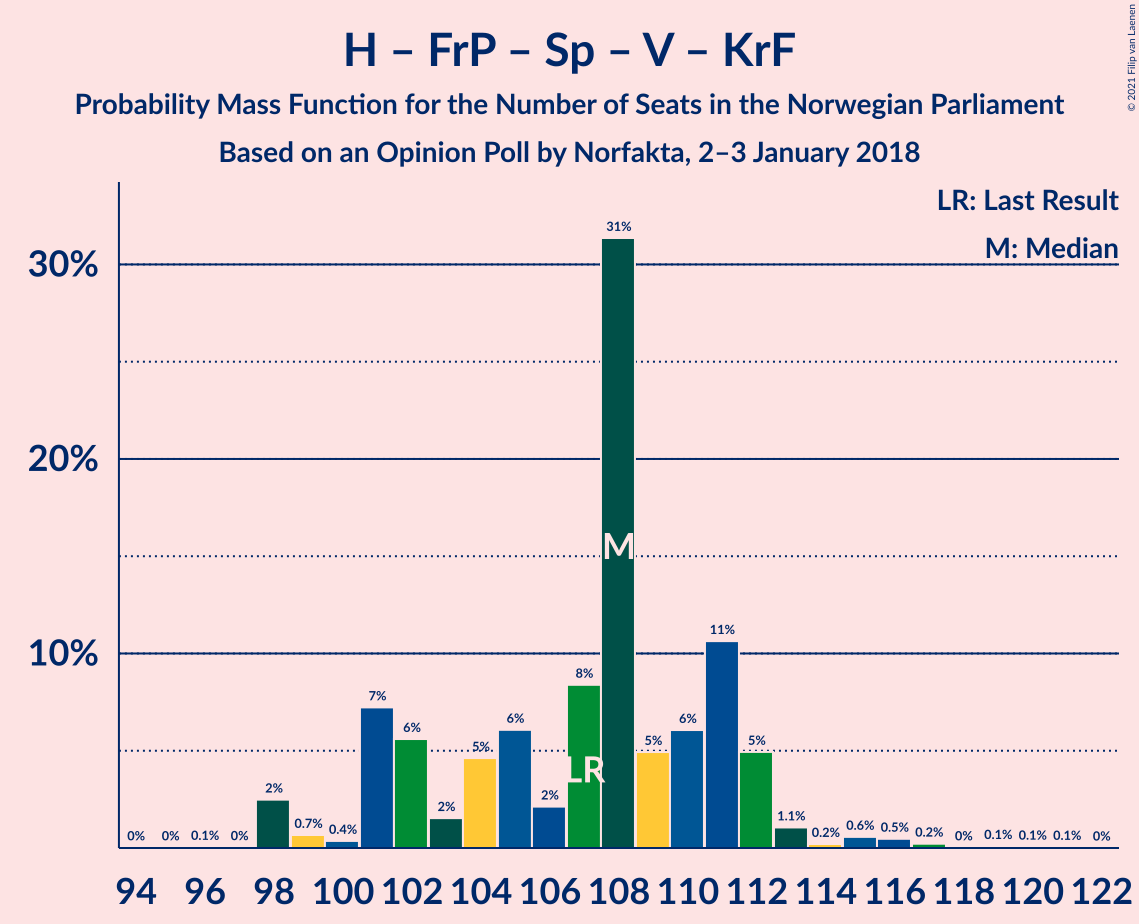 H – FrP – Sp – V – KrF
Probability Mass Function for the Number of Seats in the Norwegian Parliament
Based on an Opinion Poll by Norfakta, 2–3 January 2018
© 2021 Filip van Laenen
LR: Last Result
M: Median
30%
20%
10%
0% 0% 0.1% 0% 2% 0.7% 0.4% 7% 6% 2% 5% 6% 2% 8% 31% 5% 6% 11% 5% 1.1% 0.2% 0.6% 0.5% 0.2% 0% 0.1% 0.1% 0.1% 0%
M
LR
94 96 98 100 102 104 106 108 110 112 114 116 118 120 122